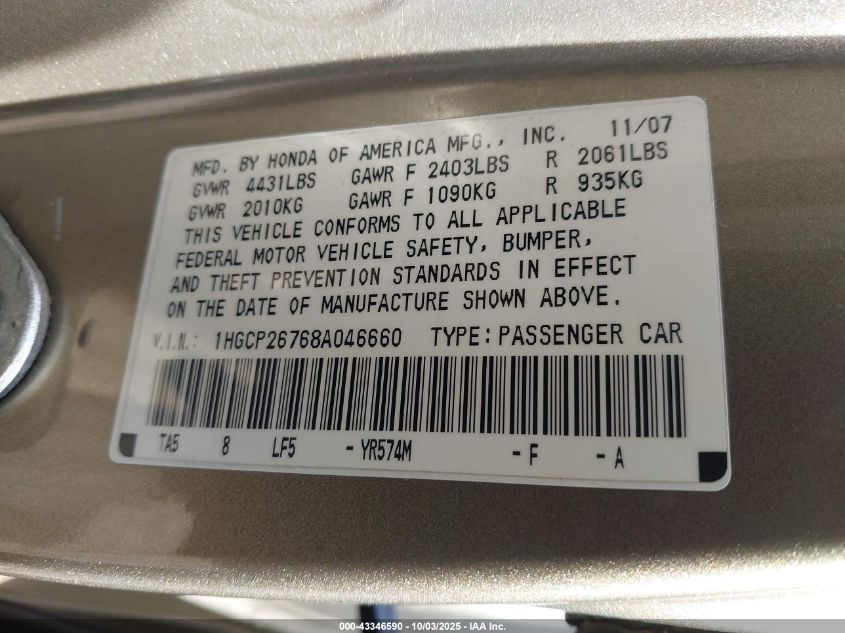 MFD. BY HONDA OF AMERICA MFG., INC. 11/07
GVWR 4431LBS GAWR F 2403LBS R 2061LBS
GVWR 2010KG GAWR F 1090KG R 935KG
THIS VEHICLE CONFORMS TO ALL APPLICABLE
FEDERAL MOTOR VEHICLE SAFETY, BUMPER,
AND THEFT PREVENTION STANDARDS IN EFFECT
ON THE DATE OF MANUFACTURE SHOWN ABOVE.
V.I.N.: 1HGCP26768A046660 TYPE: PASSENGER CAR
TA5 8 LF5 - YR574M - F - A
000-43346590 - 10/03/2025 - IAA Inc.